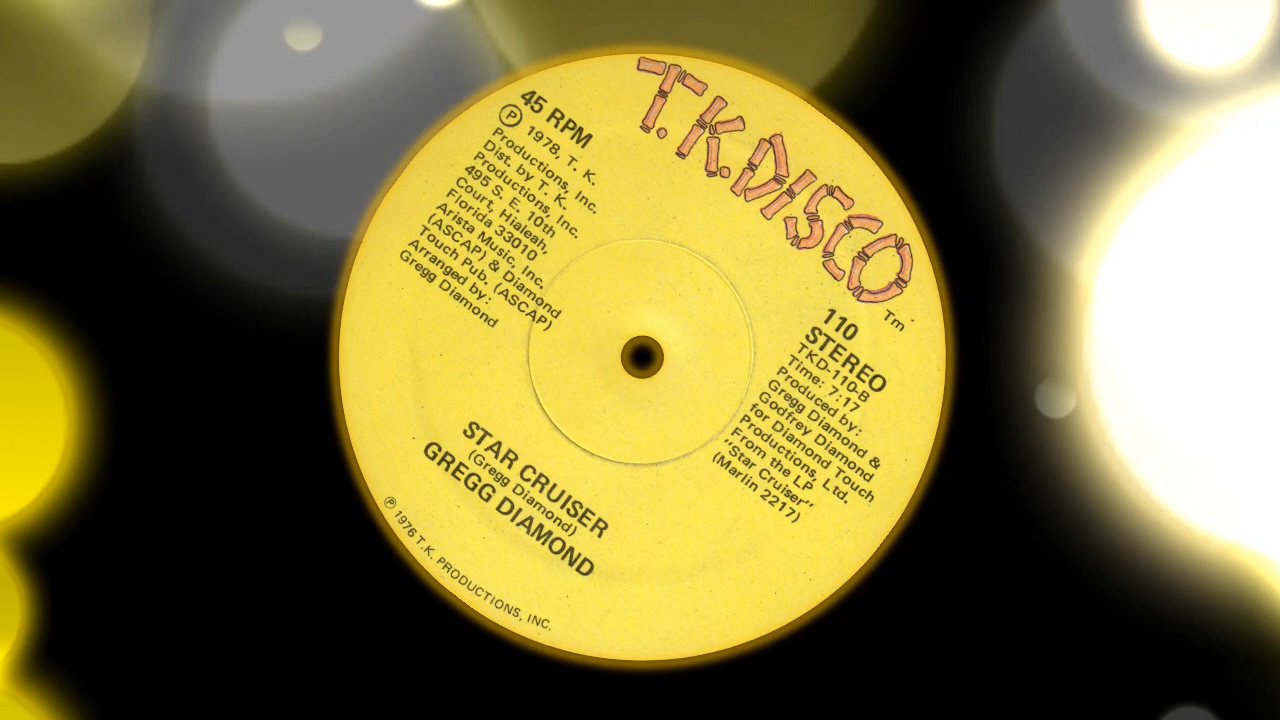 T.K. DISCO
Tm
45 RPM
Ⓟ 1978, T. K.
Productions, Inc.
Dist. by T. K.
Productions, Inc.
495 S. E. 10th
Court, Hialeah,
Florida 33010
Arista Music, Inc.
(ASCAP) & Diamond
Touch Pub. (ASCAP)
Arranged by:
Gregg Diamond
110
STEREO
TKD-110-B
Time: 7:17
Produced by:
Gregg Diamond &
Godfrey Diamond
for Diamond Touch
Productions, Ltd.
From the LP
"Star Cruiser"
(Marlin 2217)
STAR CRUISER
(Gregg Diamond)
GREGG DIAMOND
Ⓟ 1976 T.K. PRODUCTIONS, INC.